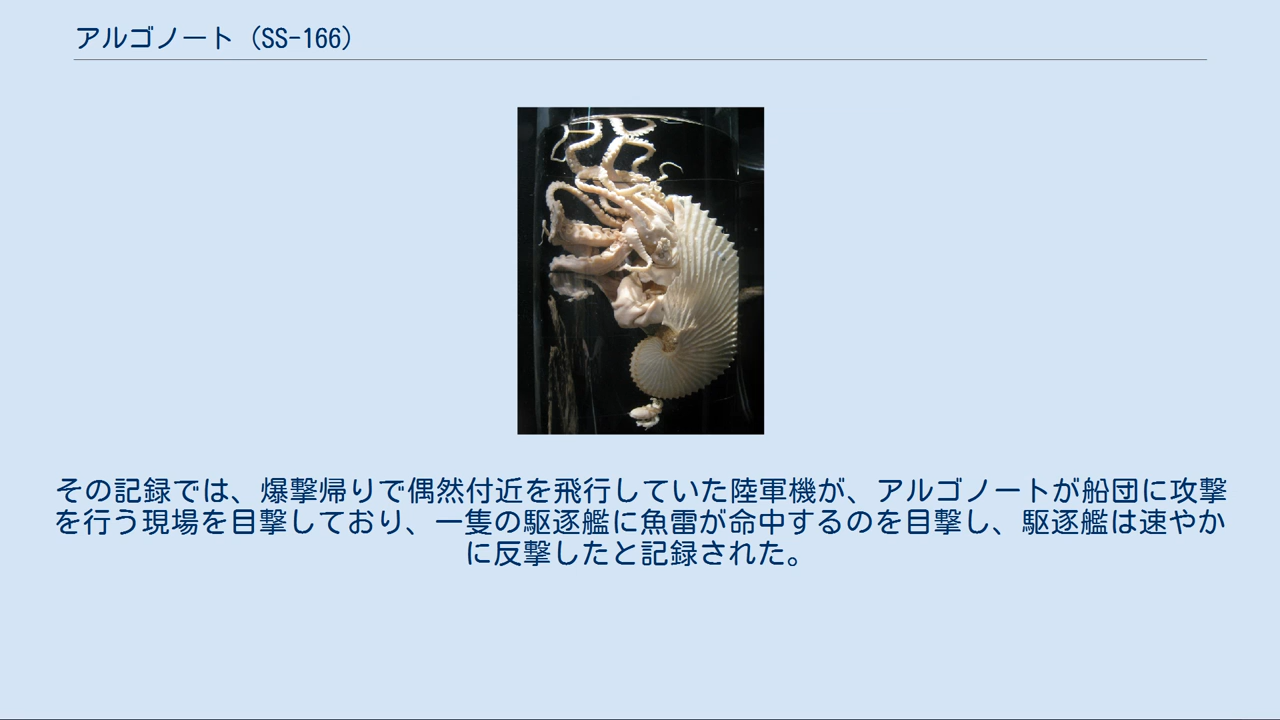 アルゴノート（SS-166）
その記録では、爆撃帰りで偶然付近を飛行していた陸軍機が、アルゴノートが船団に攻撃
を行う現場を目撃しており、一隻の駆逐艦に魚雷が命中するのを目撃し、駆逐艦は速やか
に反撃したと記録された。